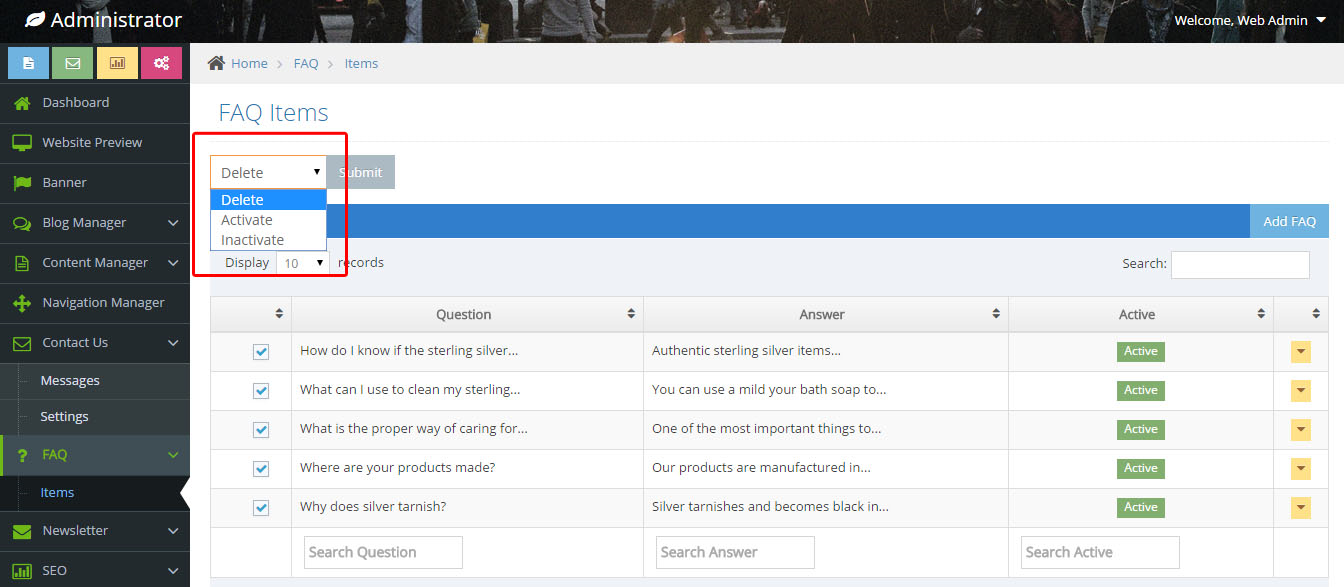 Administrator
Welcome, Web Admin
Home > FAQ > Items
Dashboard
Website Preview
Banner
Blog Manager
Content Manager
Navigation Manager
Contact Us
Messages
Settings
? FAQ
Items
Newsletter
SEO
FAQ Items
Delete Submit
Delete
Activate
Inactivate
Add FAQ
Display 10 records
Search:
Question Answer Active
How do I know if the sterling silver... Authentic sterling silver items... Active
What can I use to clean my sterling... You can use a mild your bath soap to... Active
What is the proper way of caring for... One of the most important things to... Active
Where are your products made? Our products are manufactured in... Active
Why does silver tarnish? Silver tarnishes and becomes black in... Active
Search Question Search Answer Search Active